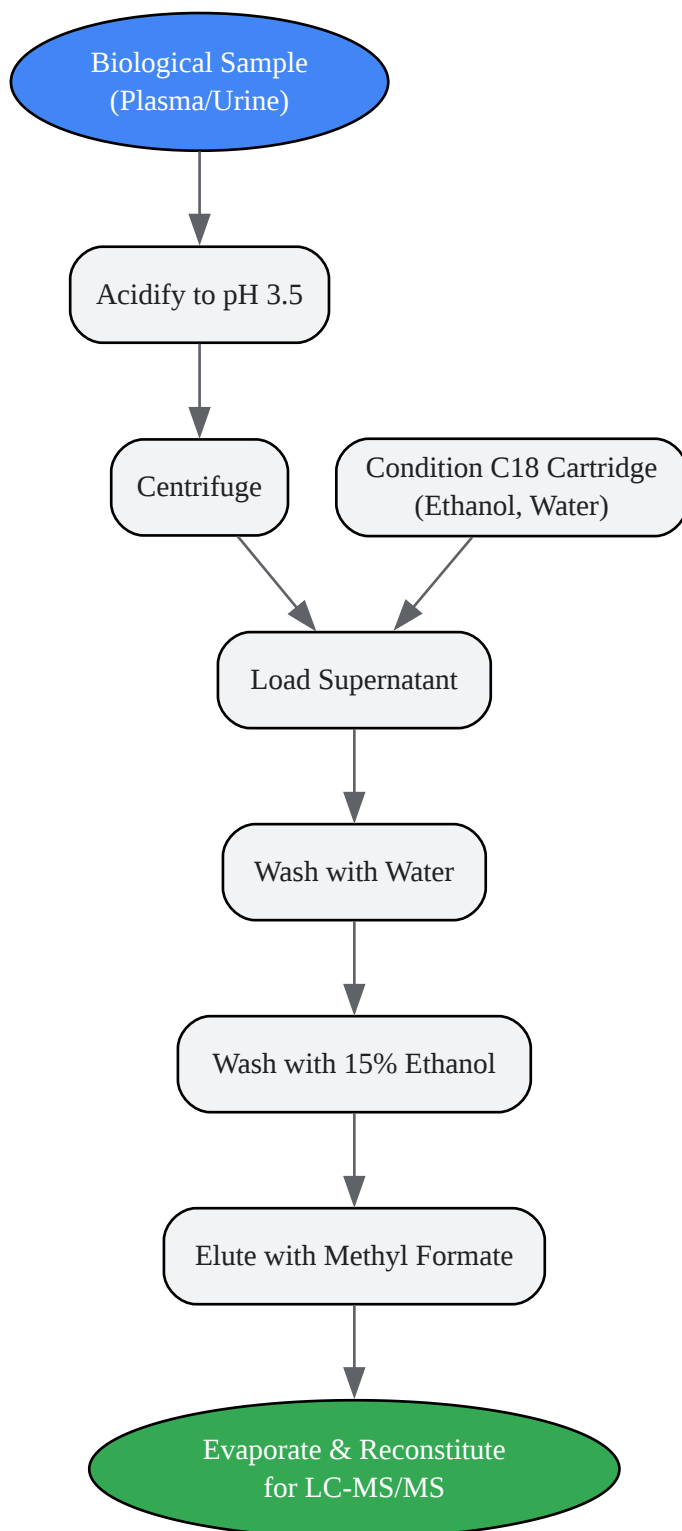 Biological Sample
(Plasma/Urine)
Acidify to pH 3.5
Centrifuge
Condition C18 Cartridge
(Ethanol, Water)
Load Supernatant
Wash with Water
Wash with 15% Ethanol
Elute with Methyl Formate
Evaporate & Reconstitute
for LC-MS/MS